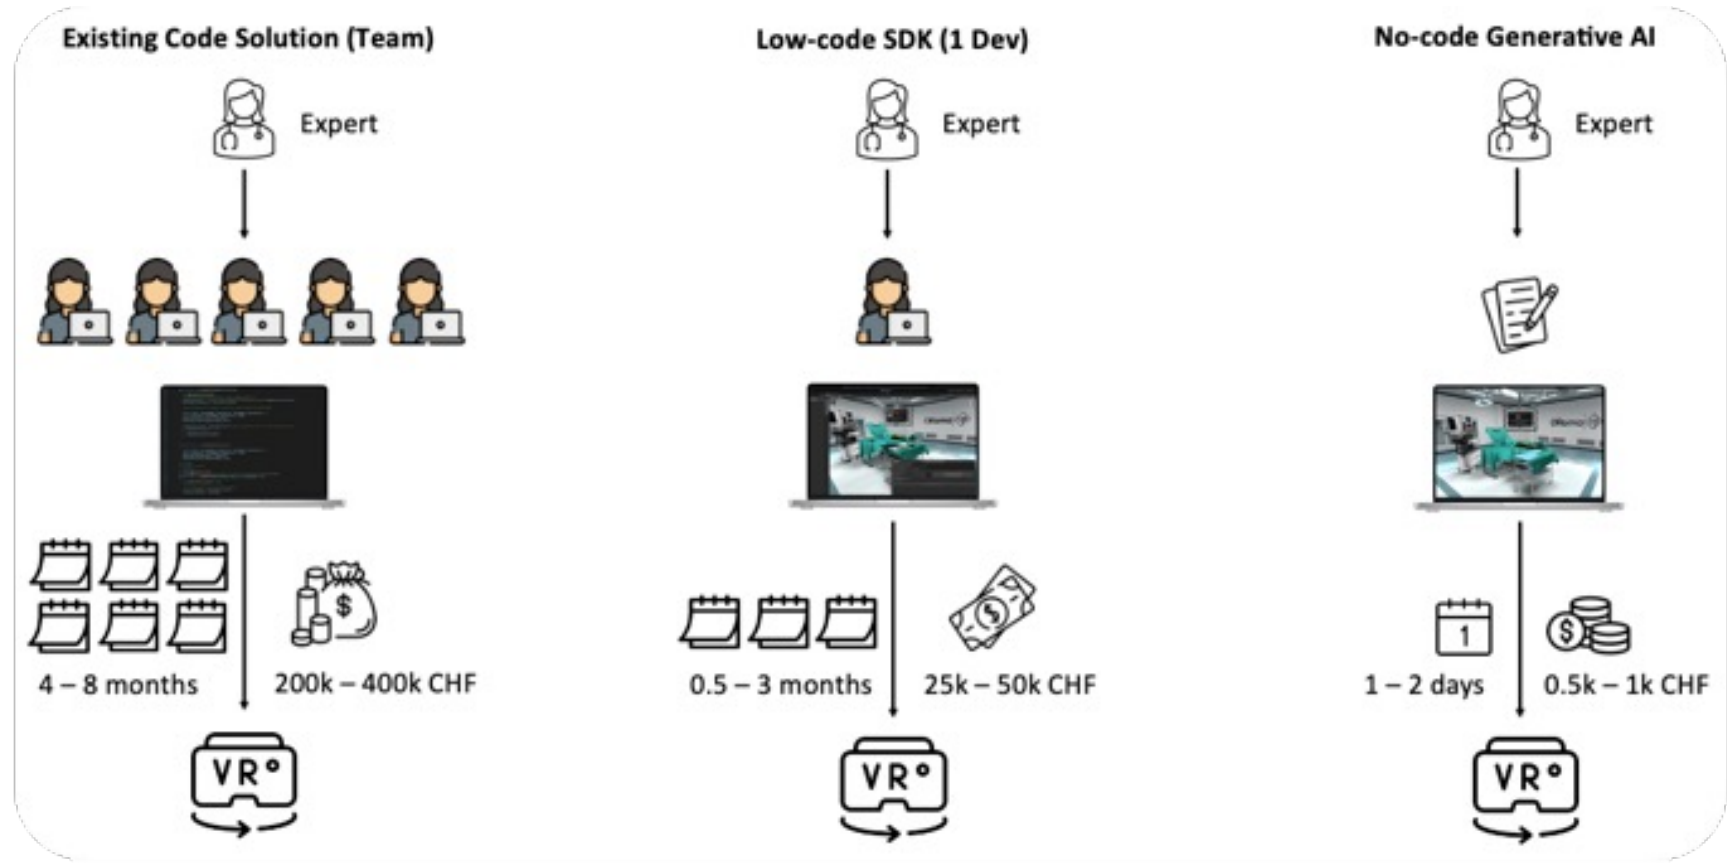 Existing Code Solution (Team)
Low-code SDK (1 Dev)
No-code Generative AI
Expert
Expert
Expert
$
$
1
$
4 – 8 months
200k – 400k CHF
0.5 – 3 months
25k – 50k CHF
1 – 2 days
0.5k – 1k CHF
VR
VR
VR